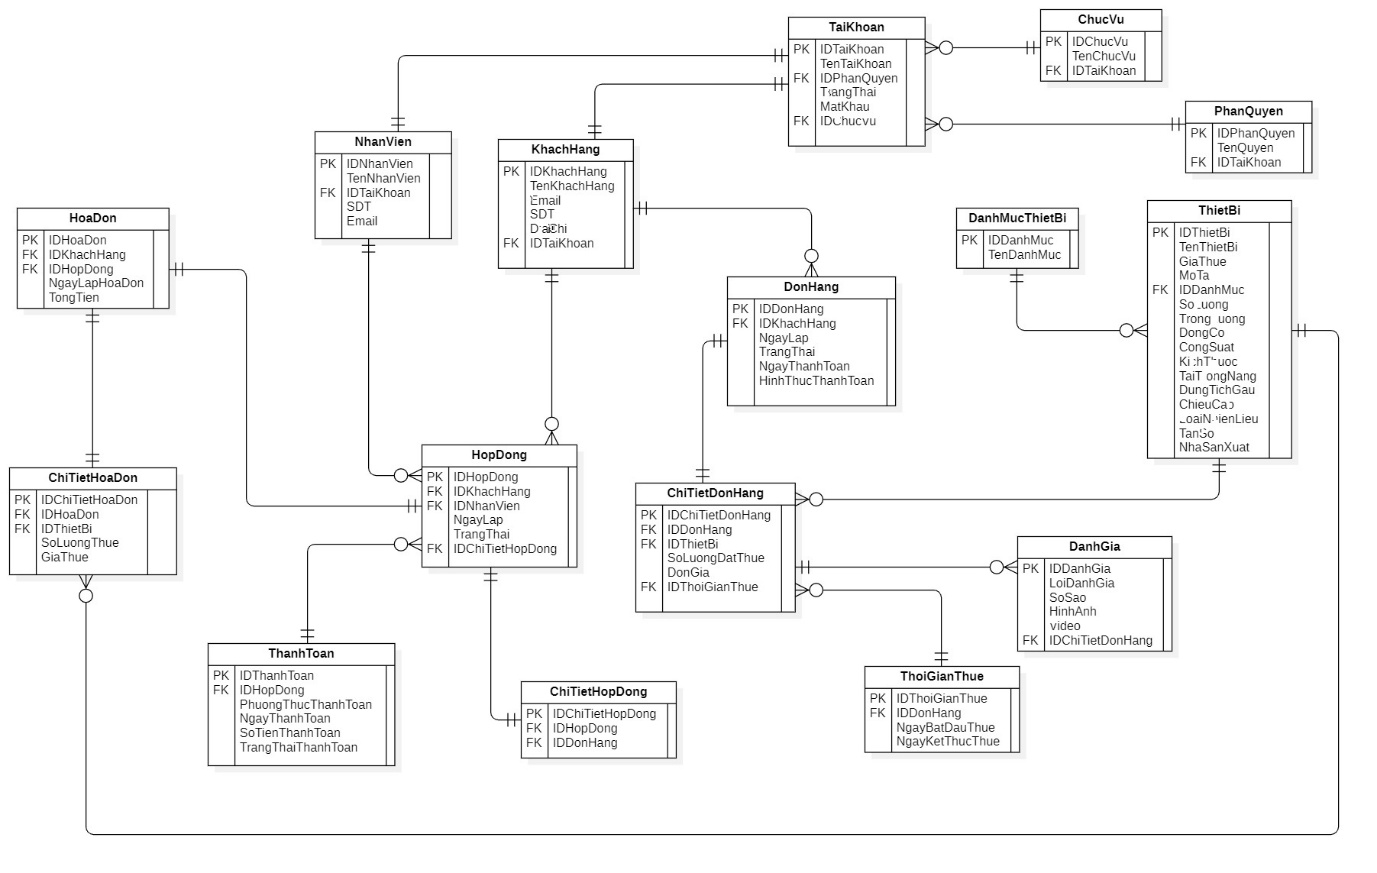 TaiKhoan
PK IDTaiKhoan
TenTaiKhoan
FK IDPhanQuyen
TrangThai
MatKhau
FK IDChucVu
ChucVu
PK IDChucVu
TenChucVu
FK IDTaiKhoan
PhanQuyen
PK IDPhanQuyen
TenQuyen
FK IDTaiKhoan
NhanVien
PK IDNhanVien
TenNhanVien
FK IDTaiKhoan
SDT
Email
KhachHang
PK IDKhachHang
TenKhachHang
Email
SDT
FK IDTaiKhoan
HoaDon
PK IDHoaDon
FK IDKhachHang
FK IDHopDong
NgayLapHoaDon
TongTien
DanhMucThietBi
PK IDDanhMuc
TenDanhMuc
ThietBi
PK IDThietBi
TenThietBi
GiaThue
MoTa
FK IDDanhMuc
DongCo
CongSuat
DungTichGau
NhaSanXuat
DonHang
PK IDDonHang
FK IDKhachHang
NgayLap
TrangThai
NgayThanhToan
HinhThucThanhToan
HopDong
PK IDHopDong
FK IDKhachHang
FK IDNhanVien
NgayLap
TrangThai
FK IDChiTietHopDong
ChiTietHoaDon
PK IDChiTietHoaDon
FK IDHoaDon
FK IDThietBi
SoLuongThue
GiaThue
ChiTietDonHang
PK IDChiTietDonHang
FK IDDonHang
FK IDThietBi
SoLuongDatThue
DonGia
FK IDThoiGianThue
DanhGia
PK IDDanhGia
LoiDanhGia
SoSao
HinhAnh
video
FK IDChiTietDonHang
ThanhToan
PK IDThanhToan
FK IDHopDong
PhuongThucThanhToan
NgayThanhToan
SoTienThanhToan
TrangThaiThanhToan
ChiTietHopDong
PK IDChiTietHopDong
FK IDHopDong
FK IDDonHang
ThoiGianThue
PK IDThoiGianThue
FK IDDonHang
NgayBatDauThue
NgayKetThucThue